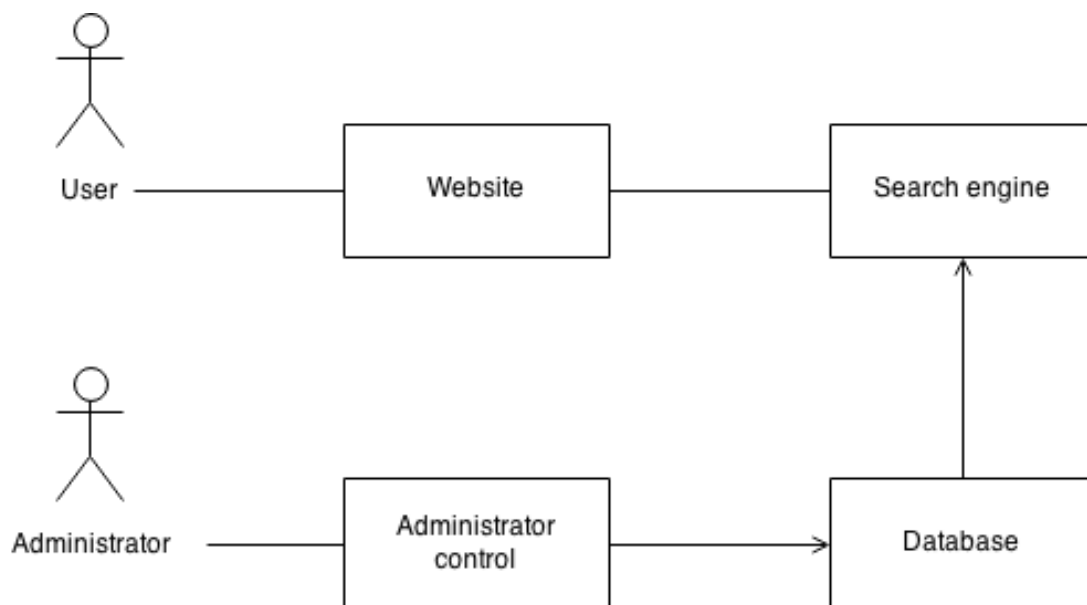 User
Website
Search engine
Administrator
Administrator
control
Database